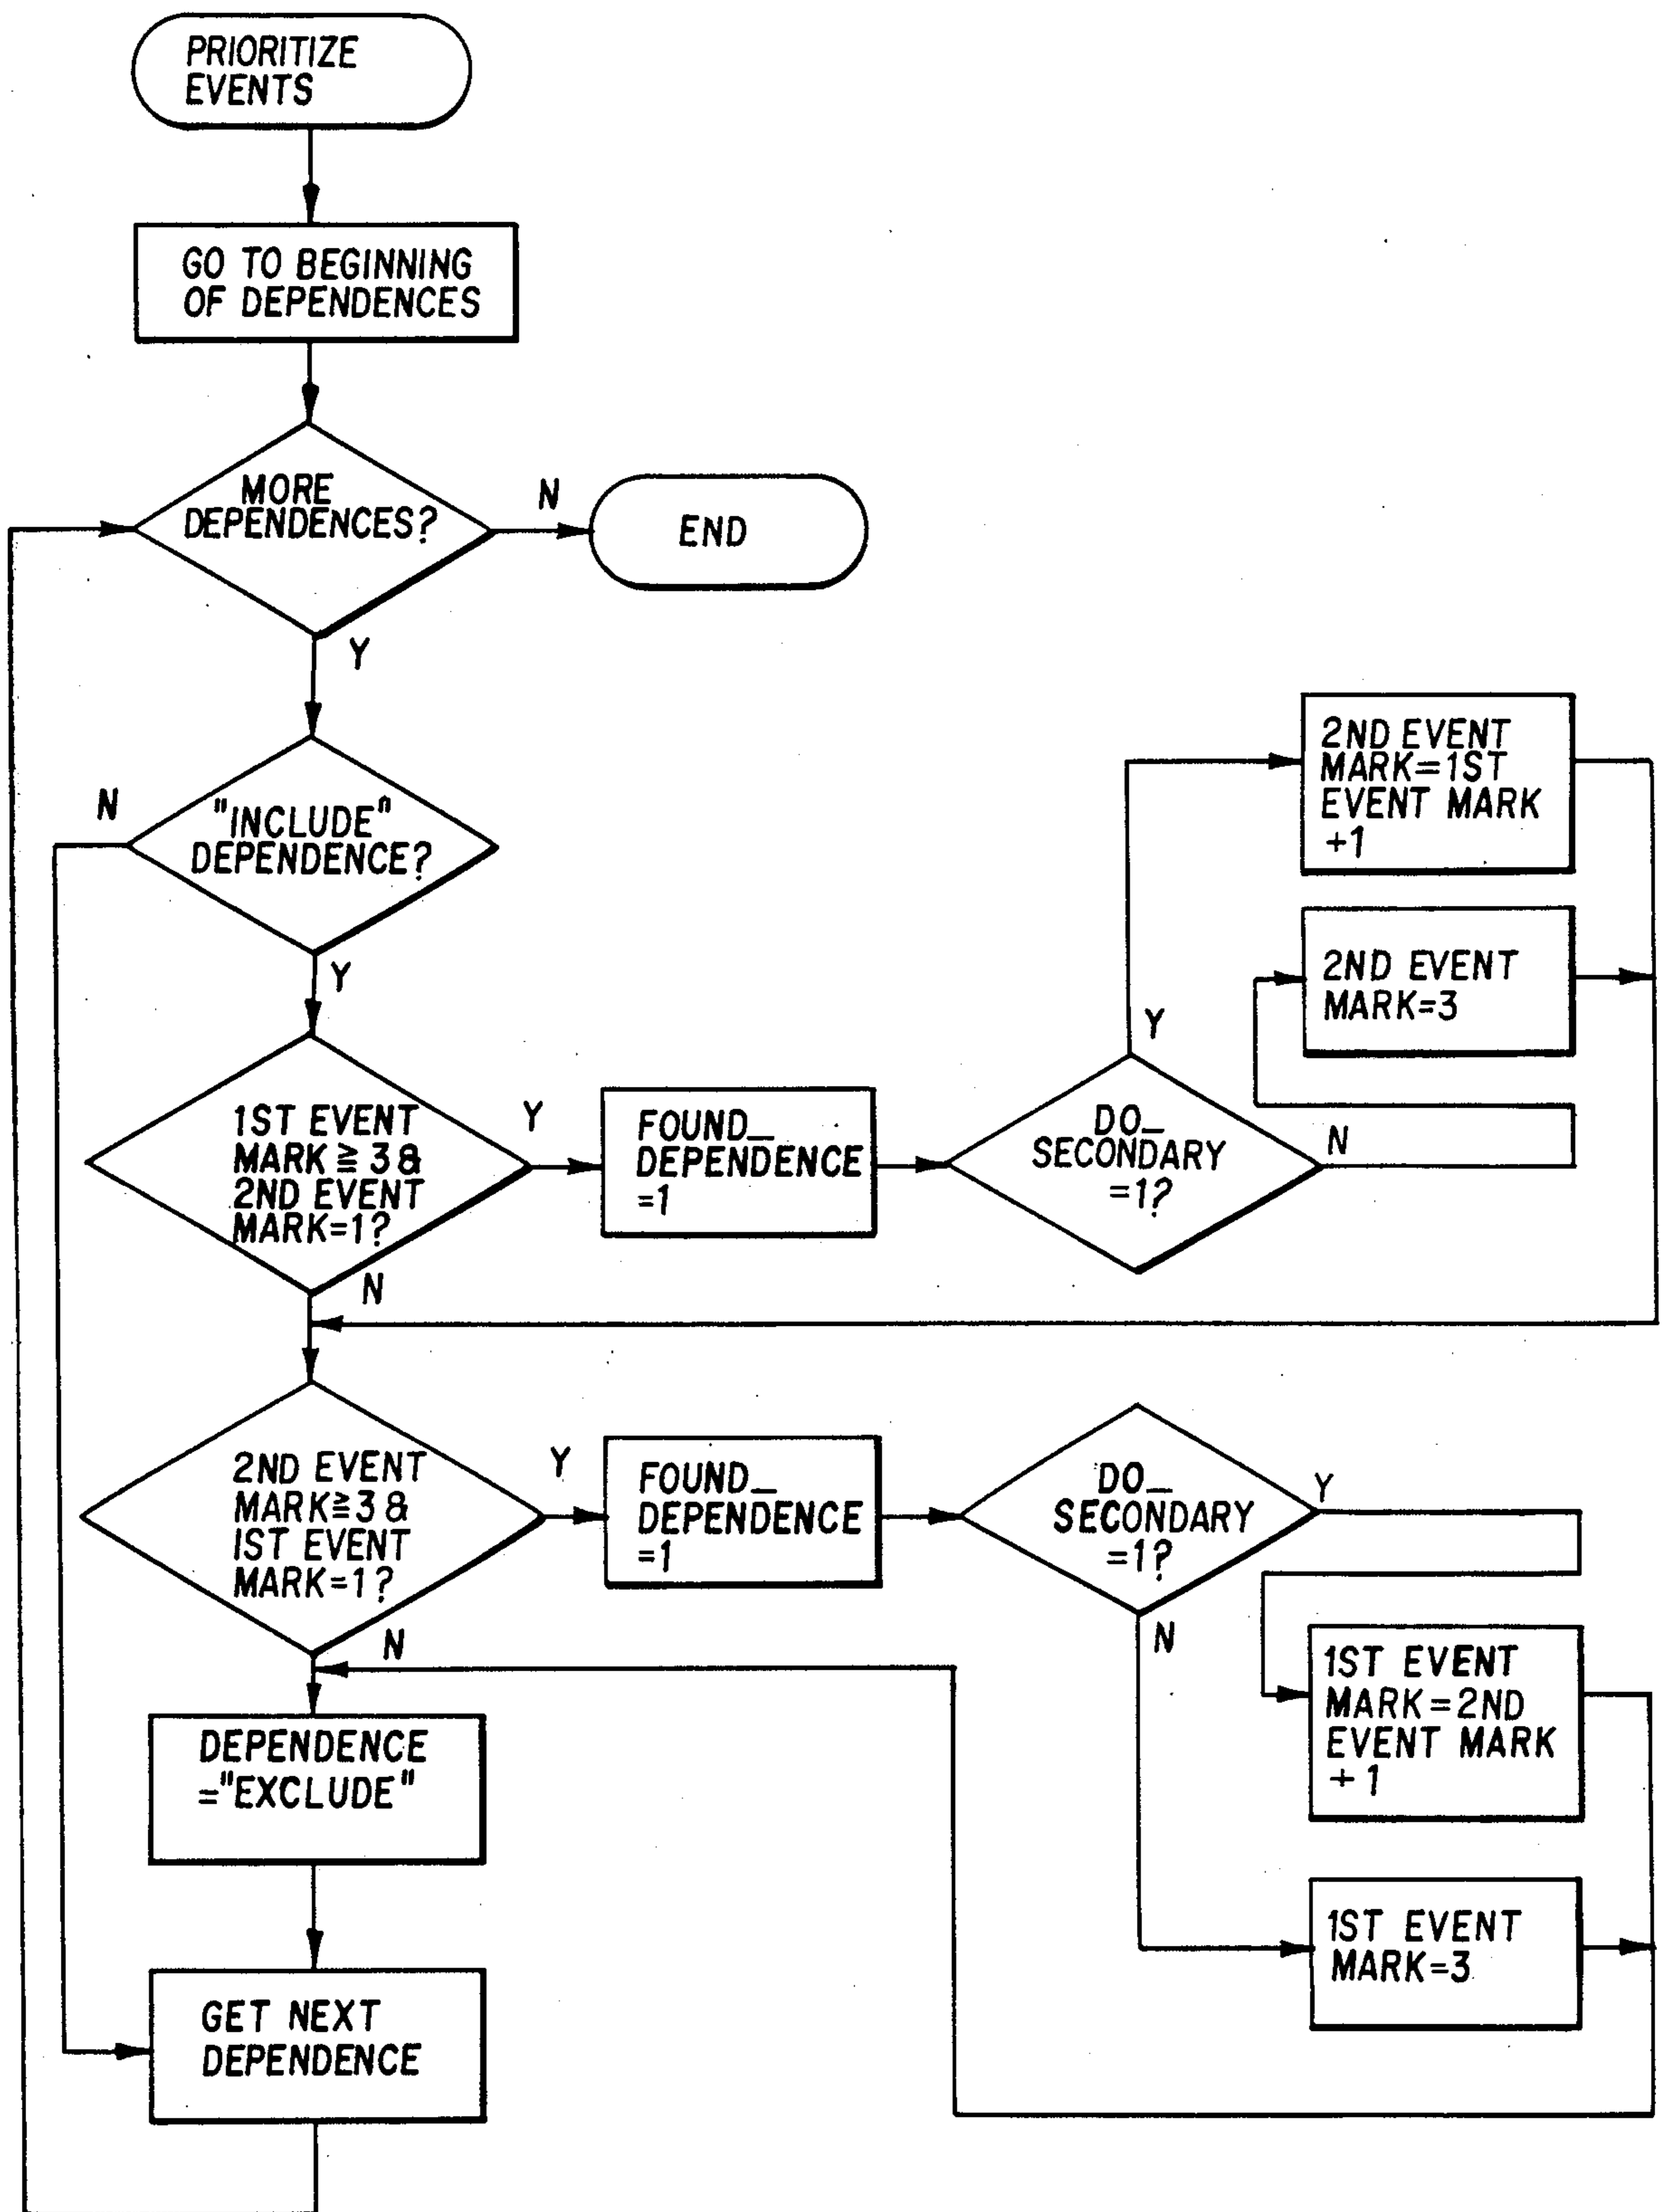 PRIORITIZE
EVENTS
GO TO BEGINNING
OF DEPENDENCES
MORE
DEPENDENCES?
N
END
Y
"INCLUDE"
DEPENDENCE?
N
Y
1ST EVENT
MARK ≧ 3 &
2ND EVENT
MARK=1?
Y
N
FOUND_
DEPENDENCE
=1
DO_
SECONDARY
=1?
Y
N
2ND EVENT
MARK=1ST
EVENT MARK
+1
2ND EVENT
MARK=3
2ND EVENT
MARK≧3 &
1ST EVENT
MARK=1?
Y
N
FOUND_
DEPENDENCE
=1
DO_
SECONDARY
=1?
Y
N
1ST EVENT
MARK=2ND
EVENT MARK
+1
1ST EVENT
MARK=3
DEPENDENCE
="EXCLUDE"
GET NEXT
DEPENDENCE